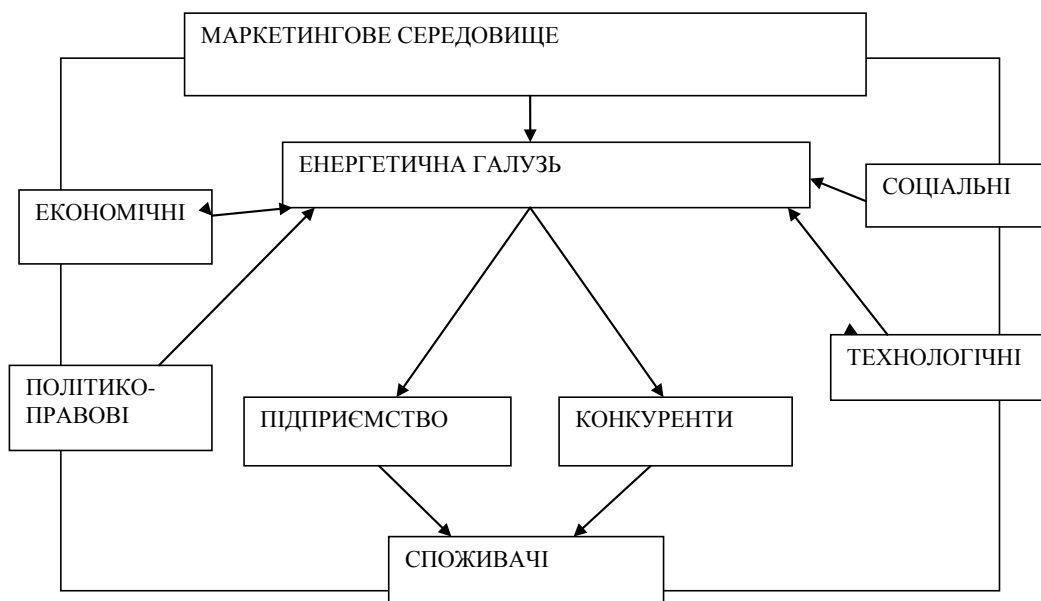 МАРКЕТИНГОВЕ СЕРЕДОВИЩЕ
ЕНЕРГЕТИЧНА ГАЛУЗЬ
СОЦІАЛЬНІ
ЕКОНОМІЧНІ
ТЕХНОЛОГІЧНІ
ПОЛІТИКО-
ПРАВОВІ
ПІДПРИЄМСТВО
КОНКУРЕНТИ
СПОЖИВАЧІ